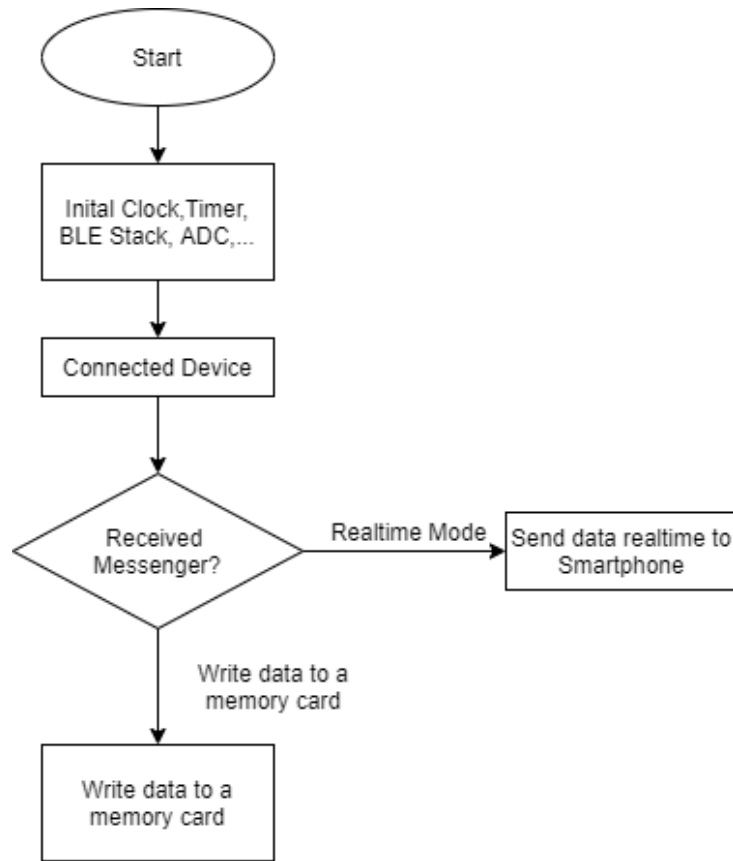 Start
Inital Clock,Timer,
BLE Stack, ADC,...
Connected Device
Received
Messenger?
Realtime Mode
Send data realtime to
Smartphone
Write data to a
memory card
Write data to a
memory card